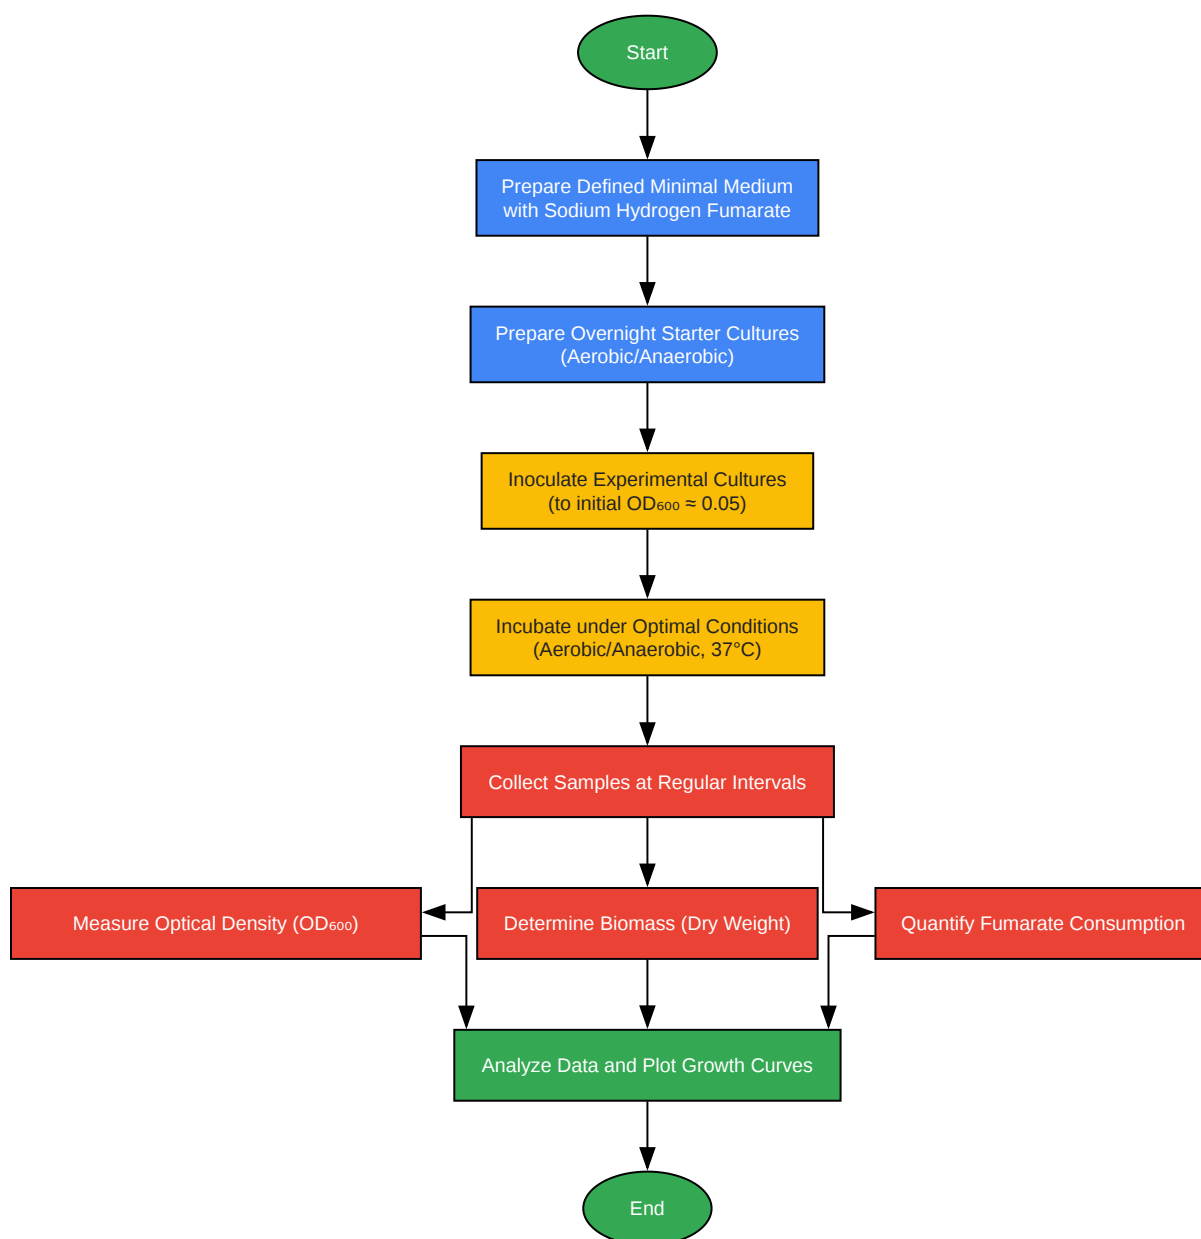 Start
Prepare Defined Minimal Medium
with Sodium Hydrogen Fumarate
Prepare Overnight Starter Cultures
(Aerobic/Anaerobic)
Inoculate Experimental Cultures
(to initial OD₆₀₀ ≈ 0.05)
Incubate under Optimal Conditions
(Aerobic/Anaerobic, 37°C)
Collect Samples at Regular Intervals
Measure Optical Density (OD₆₀₀)
Determine Biomass (Dry Weight)
Quantify Fumarate Consumption
Analyze Data and Plot Growth Curves
End